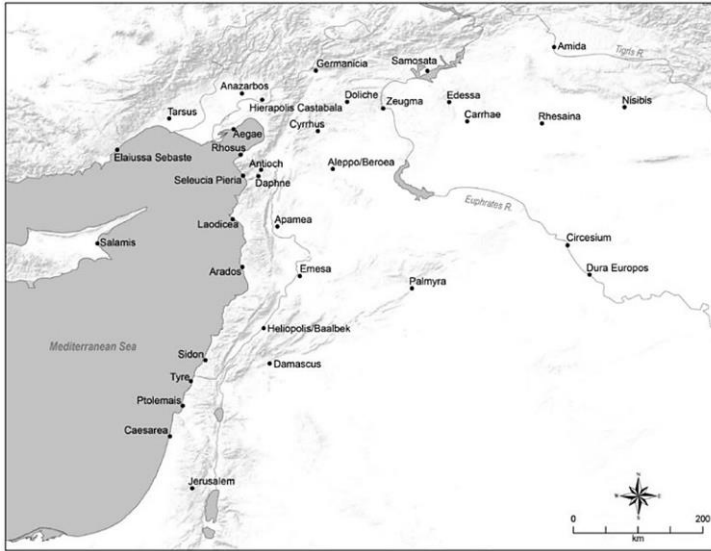 Amida
Tigris R.
Samosata
Germanicia
Anazarbos
Hierapolis Castabala
Doliche
Zeugma
Edessa
Nisibis
Tarsus
Cyrrhus
Carrhae
Rhesaina
Aegae
Elaiussa Sebaste
Rhosus
Antioch
Aleppo/Beroea
Seleucia Pieria
Daphne
Euphrates R.
Laodicea
Apamea
Salamis
Circesium
Arados
Emesa
Dura Europos
Palmyra
Heliopolis/Baalbek
Mediterranean Sea
Sidon
Damascus
Tyre
Ptolemais
Caesarea
Jerusalem
N
0 200
km